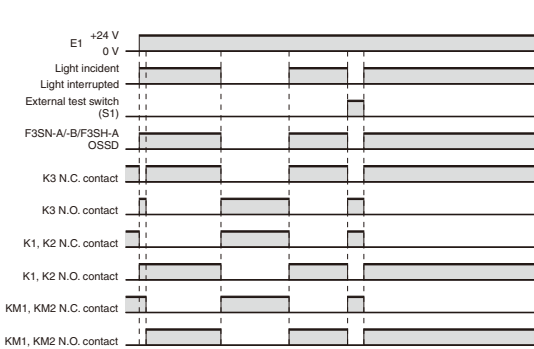 +24 V
E1
0 V
Light incident
Light interrupted
External test switch
(S1)
F3SN-A/-B/F3SH-A
OSSD
K3 N.C. contact
K3 N.O. contact
K1, K2 N.C. contact
K1, K2 N.O. contact
KM1, KM2 N.C. contact
KM1, KM2 N.O. contact